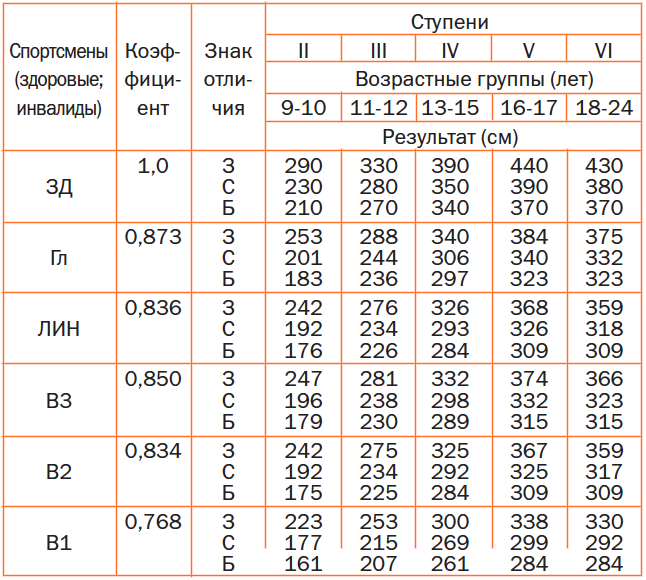 Ступени
Спортсмены Коэф- Знак II III IV V VI
(здоровые; фици- отли- Возрастные группы (лет)
инвалиды) ент чия 9-10 11-12 13-15 16-17 18-24
Результат (см)
ЗД 1,0 З 290 330 390 440 430
С 230 280 350 390 380
Б 210 270 340 370 370
Гл 0,873 З 253 288 340 384 375
С 201 244 306 340 332
Б 183 236 297 323 323
ЛИН 0,836 З 242 276 326 368 359
С 192 234 293 326 318
Б 176 226 284 309 309
В3 0,850 З 247 281 332 374 366
С 196 238 298 332 323
Б 179 230 289 315 315
В2 0,834 З 242 275 325 367 359
С 192 234 292 325 317
Б 175 225 284 309 309
В1 0,768 З 223 253 300 338 330
С 177 215 269 299 292
Б 161 207 261 284 284